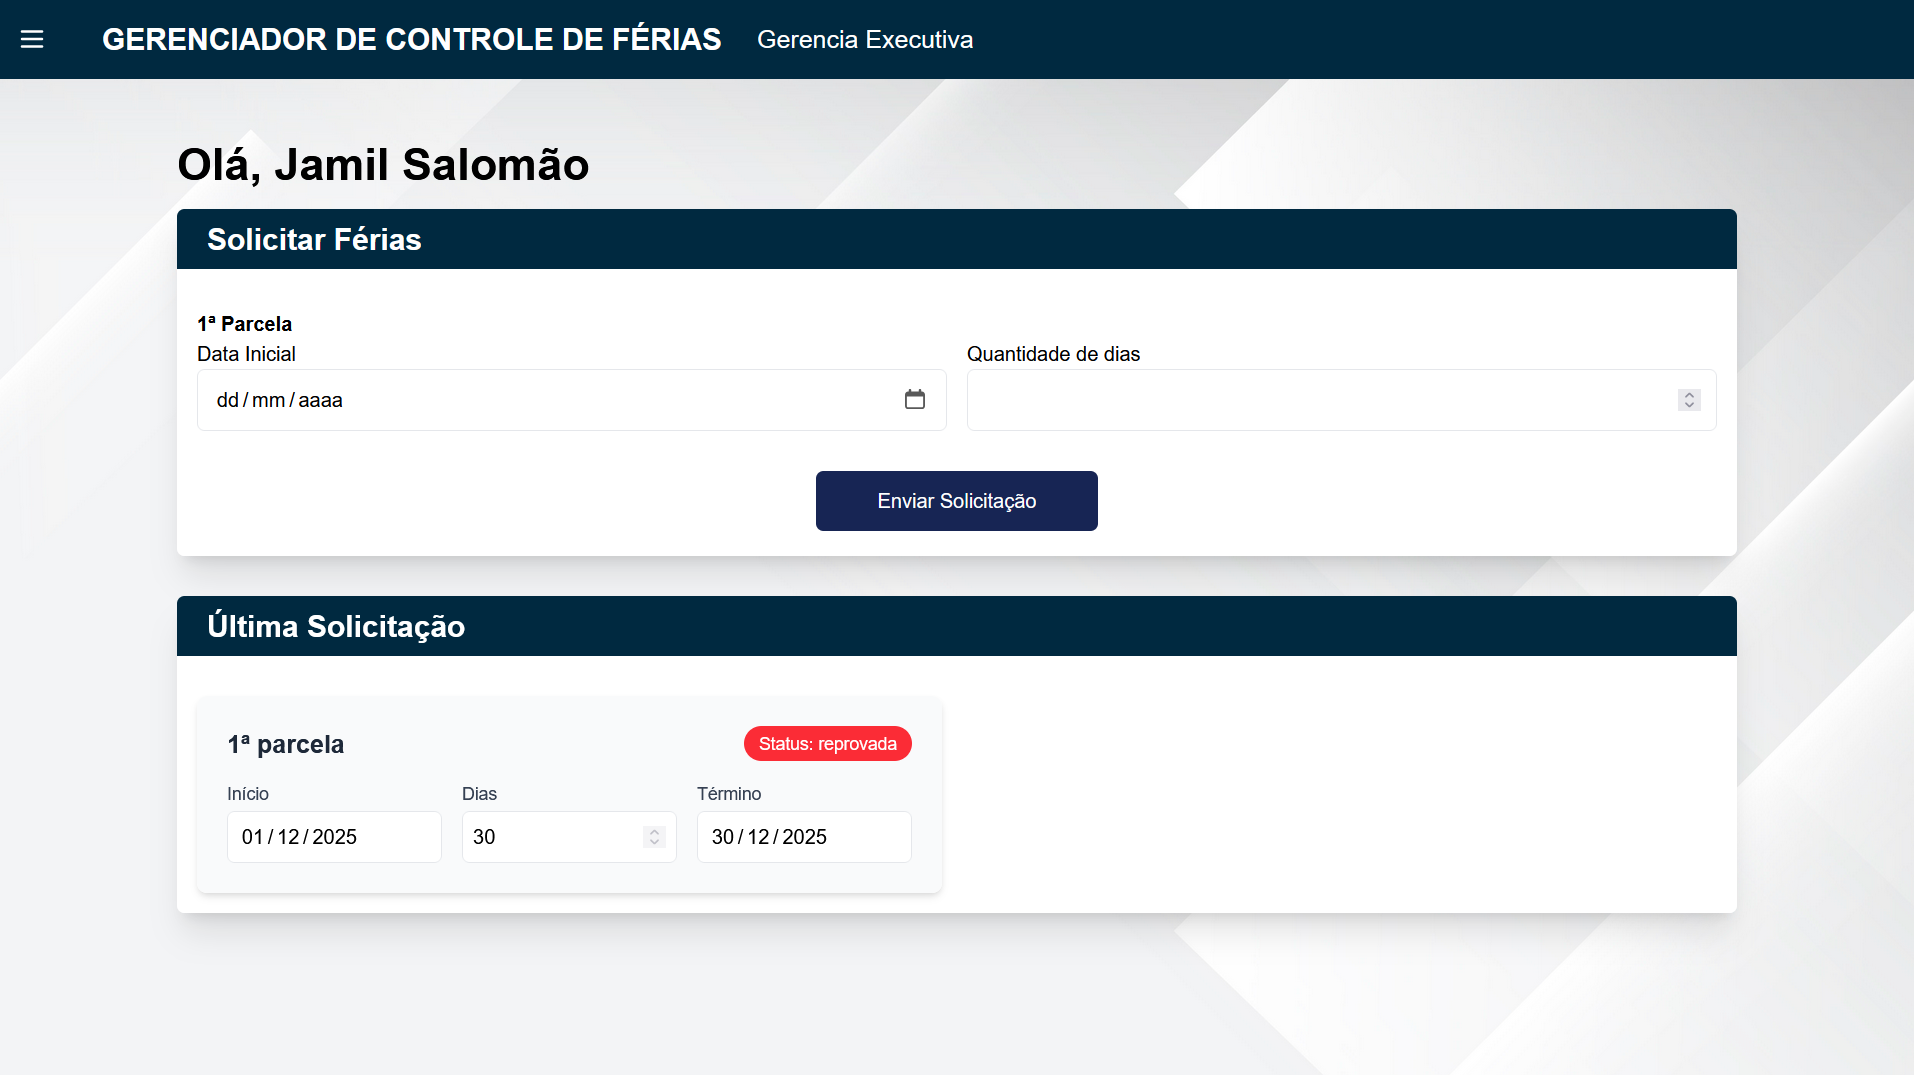 GERENCIADOR DE CONTROLE DE FÉRIAS Gerencia Executiva
Olá, Jamil Salomão
Solicitar Férias
1ª Parcela
Data Inicial Quantidade de dias
dd/mm/aaaa
Enviar Solicitação
Última Solicitação
1ª parcela Status: reprovada
Início Dias Término
01/12/2025 30 30/12/2025